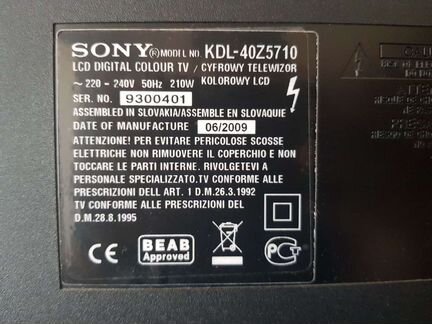 SONY® MODEL NO KDL-40Z5710
LCD DIGITAL COLOUR TV / CYFROWY TELEWIZOR
~ 220 - 240V 50Hz 210W KOLOROWY LCD
SER. NO. 9300401
ASSEMBLED IN SLOVAKIA/ASSEMBLE EN SLOVAQUIE
DATE OF MANUFACTURE 06/2009
ATTENZIONE! PER EVITARE PERICOLOSE SCOSSE
ELETTRICHE NON RIMUOVERE IL COPERCHIO E NON
TOCCARE LE PARTI INTERNE. RIVOLGETEVI A
PERSONALE SPECIALIZZATO.TV CONFORME ALLE
PRESCRIZIONI DELL ART. 1 D.M.26.3.1992
TV CONFORME ALLE PRESCRIZIONI DEL
D.M.28.8.1995
CE
BEAB
Approved